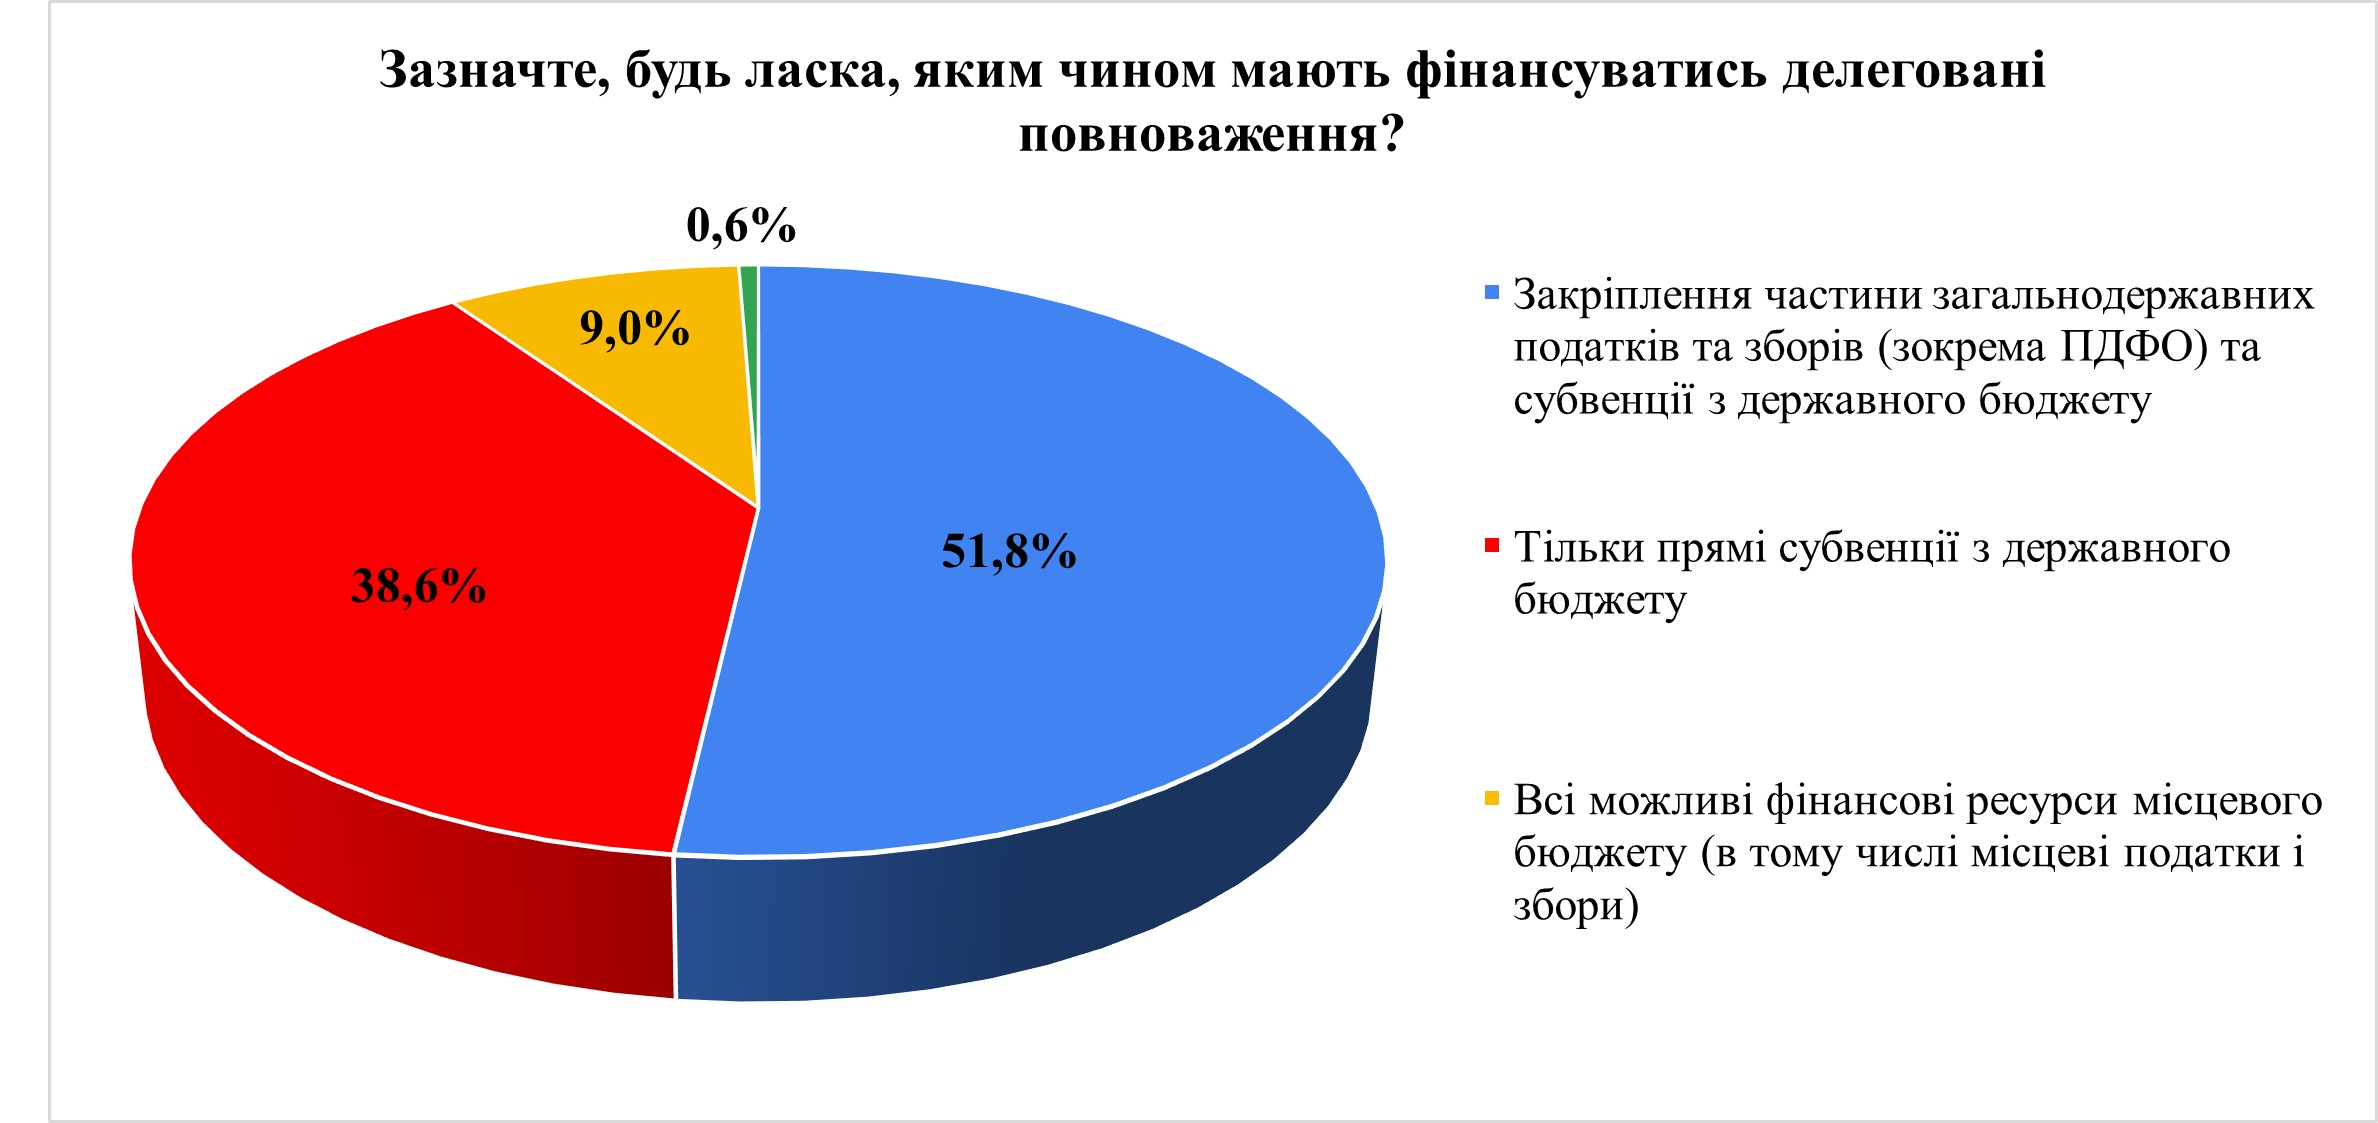 Зазначте, будь ласка, яким чином мають фінансуватись делеговані
повноваження?
0,6%
9,0%
38,6%
51,8%
Закріплення частини загальнодержавних
податків та зборів (зокрема ПДФО) та
субвенції з державного бюджету
Тільки прямі субвенції з державного
бюджету
Всі можливі фінансові ресурси місцевого
бюджету (в тому числі місцеві податки і
збори)